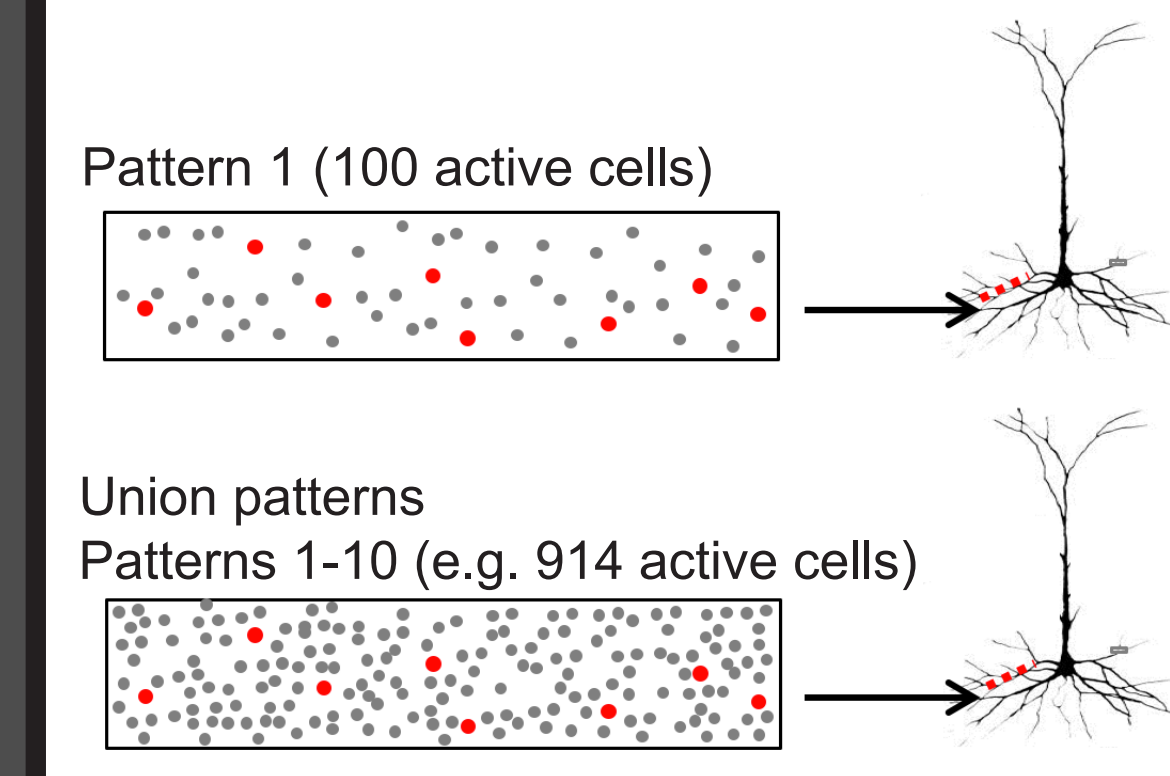 Pattern 1 (100 active cells)
Union patterns
Patterns 1-10 (e.g. 914 active cells)